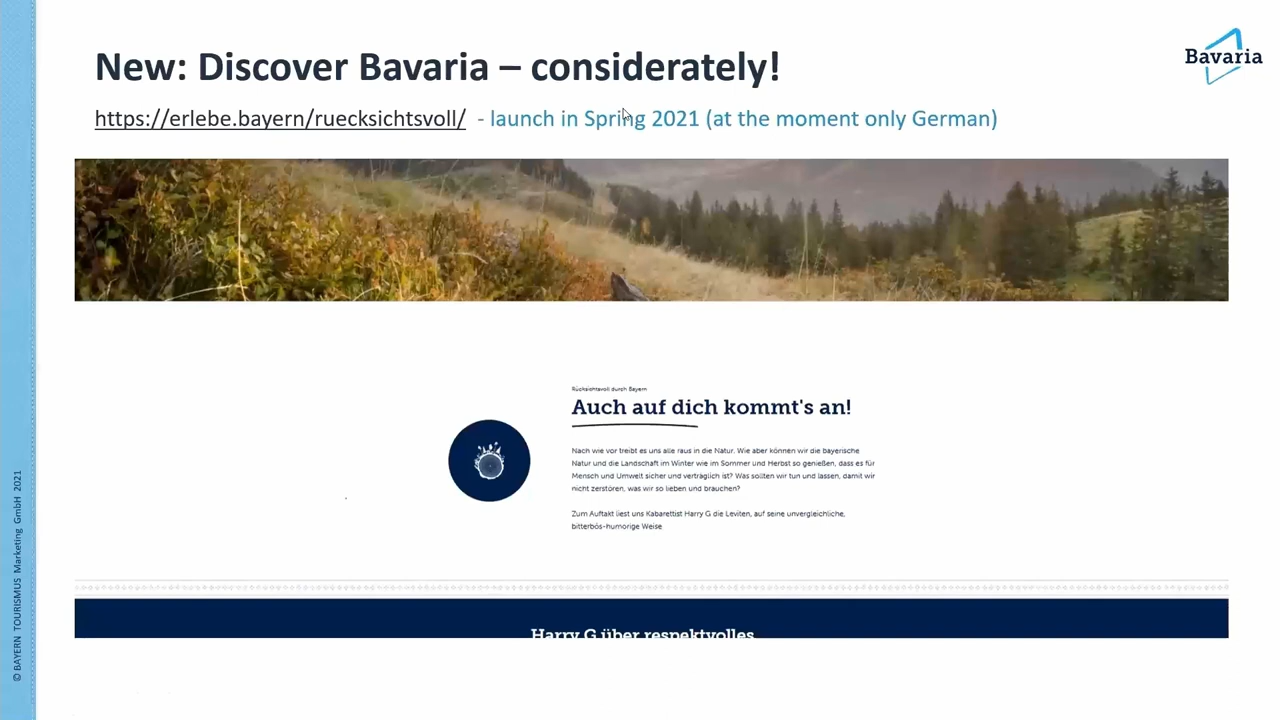 New: Discover Bavaria – considerately!
Bavaria
https://erlebe.bayern/ruecksichtsvoll/ - launch in Spring 2021 (at the moment only German)
Rücksichtsvoll durch Bayern
Auch auf dich kommt's an!
Nach wie vor treibt es uns alle raus in die Natur. Wie aber können wir die bayerische
Natur und die Landschaft im Winter wie im Sommer und Herbst so genießen, dass es für
Mensch und Umwelt sicher und verträglich ist? Was sollten wir tun und lassen, damit wir
nicht zerstören, was wir so lieben und brauchen?
Zum Auftakt liest uns Kabarettist Harry G die Leviten, auf seine unvergleichliche,
bitterbös-humorige Weise
Harry G über respektvolles
© BAYERN TOURISMUS Marketing GmbH 2021